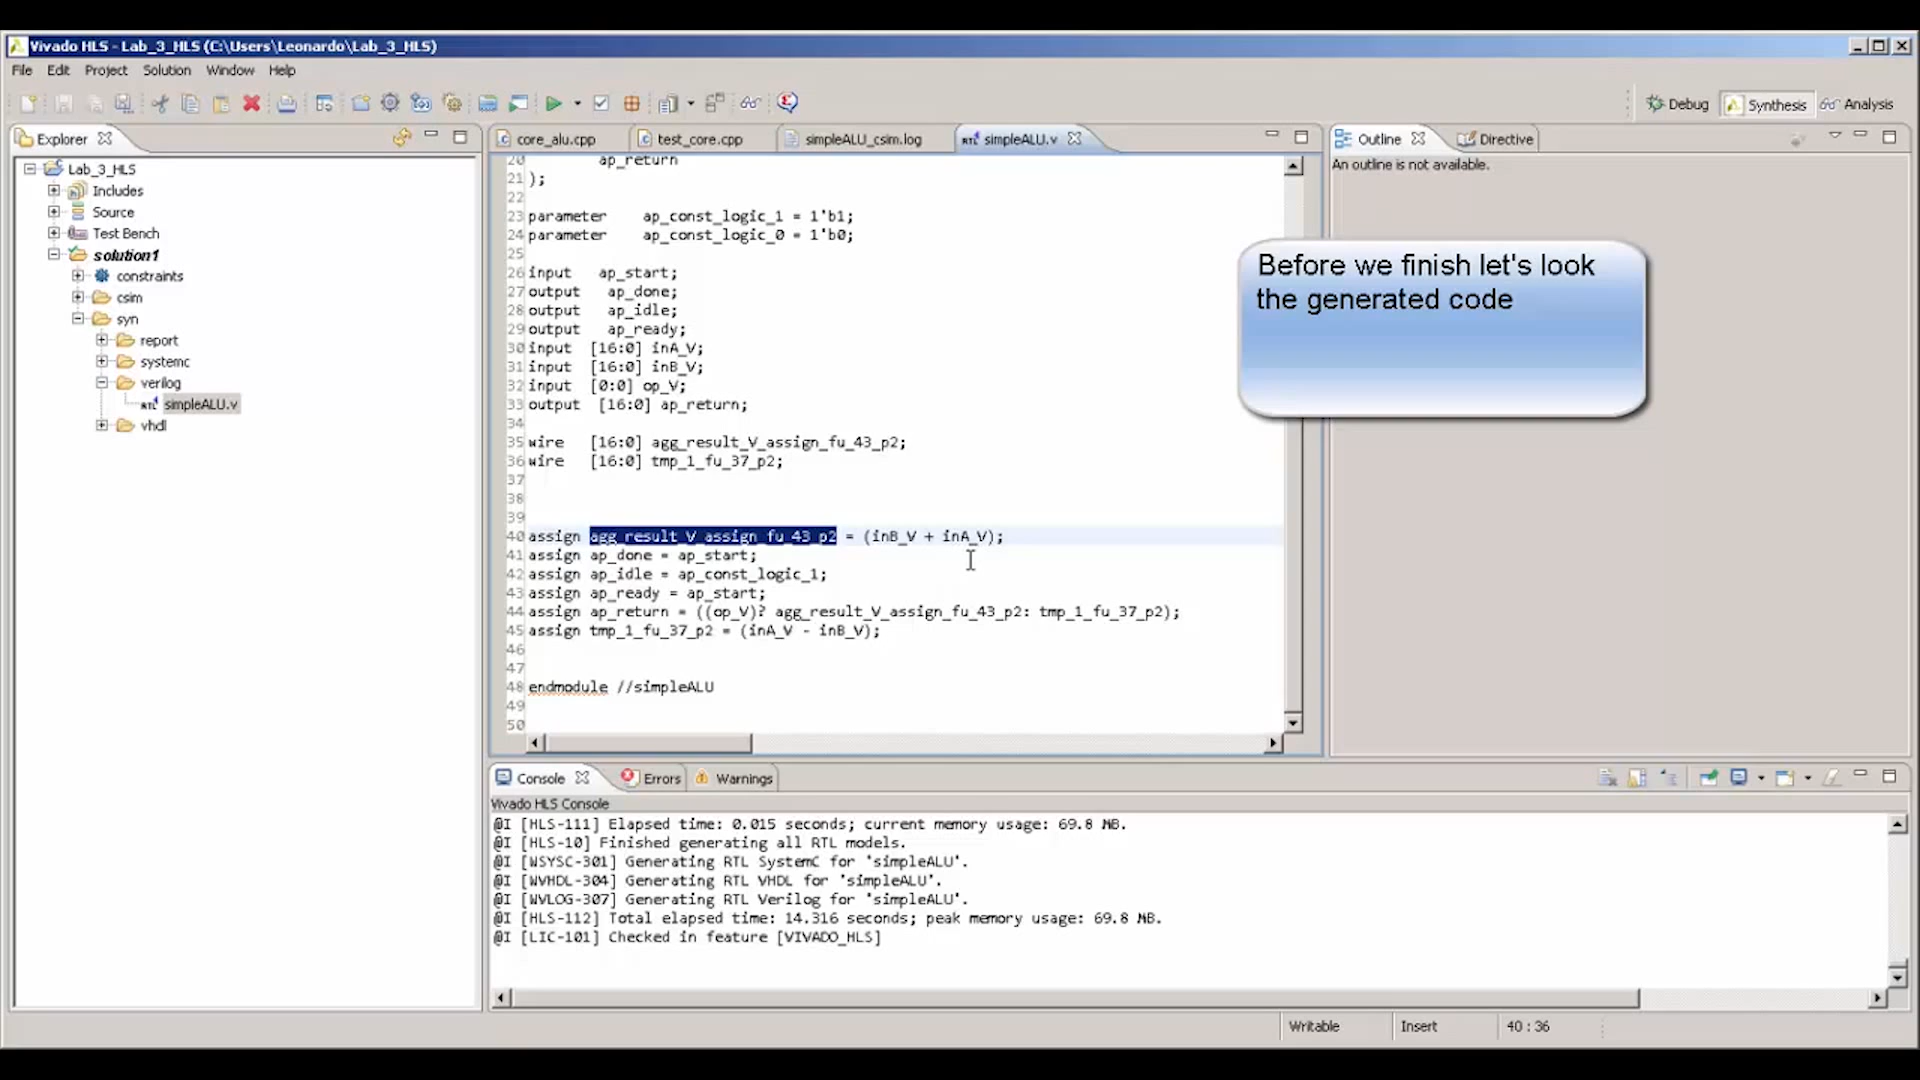 Vivado HLS - Lab_3_HLS (C:\Users\Leonardo\Lab_3_HLS)
File Edit Project Solution Window Help
Debug Synthesis Analysis
Explorer
Lab_3_HLS
Includes
Source
Test Bench
solution1
constraints
csim
syn
report
systemc
verilog
simpleALU.v
vhdl
core_alu.cpp test_core.cpp simpleALU_csim.log simpleALU.v
20 ap_return
21 );
22
23 parameter ap_const_logic_1 = 1'b1;
24 parameter ap_const_logic_0 = 1'b0;
25
26 input ap_start;
27 output ap_done;
28 output ap_idle;
29 output ap_ready;
30 input [16:0] inA_V;
31 input [16:0] inB_V;
32 input [0:0] op_V;
33 output [16:0] ap_return;
34
35 wire [16:0] agg_result_V_assign_fu_43_p2;
36 wire [16:0] tmp_1_fu_37_p2;
37
38
39
40 assign agg_result_V_assign_fu_43_p2 = (inB_V + inA_V);
41 assign ap_done = ap_start;
42 assign ap_idle = ap_const_logic_1;
43 assign ap_ready = ap_start;
44 assign ap_return = ((op_V)? agg_result_V_assign_fu_43_p2: tmp_1_fu_37_p2);
45 assign tmp_1_fu_37_p2 = (inA_V - inB_V);
46
47
48 endmodule //simpleALU
49
50
Outline Directive
An outline is not available.
Before we finish let's look
the generated code
Console Errors Warnings
Vivado HLS Console
@I [HLS-111] Elapsed time: 0.015 seconds; current memory usage: 69.8 MB.
@I [HLS-10] Finished generating all RTL models.
@I [WSYSC-301] Generating RTL SystemC for 'simpleALU'.
@I [WVHDL-304] Generating RTL VHDL for 'simpleALU'.
@I [WVLOG-307] Generating RTL Verilog for 'simpleALU'.
@I [HLS-112] Total elapsed time: 14.316 seconds; peak memory usage: 69.8 MB.
@I [LIC-101] Checked in feature [VIVADO_HLS]
Writable Insert 40 : 36